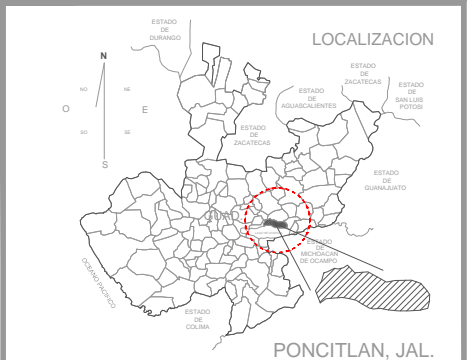 ESTADO
DE
DURANGO
LOCALIZACION
N
NO
NE
O
E
SO
SE
S
ESTADO
DE
ZACATECAS
ESTADO
DE
AGUASCALIENTES
ESTADO
DE
SAN LUIS
POTOSI
ESTADO
DE
ZACATECAS
ESTADO
DE
GUANAJUATO
ESTADO
DE
MICHOACAN
DE OCAMPO
OCEANO PACIFICO
ESTADO
DE
COLIMA
PONCITLAN, JAL.